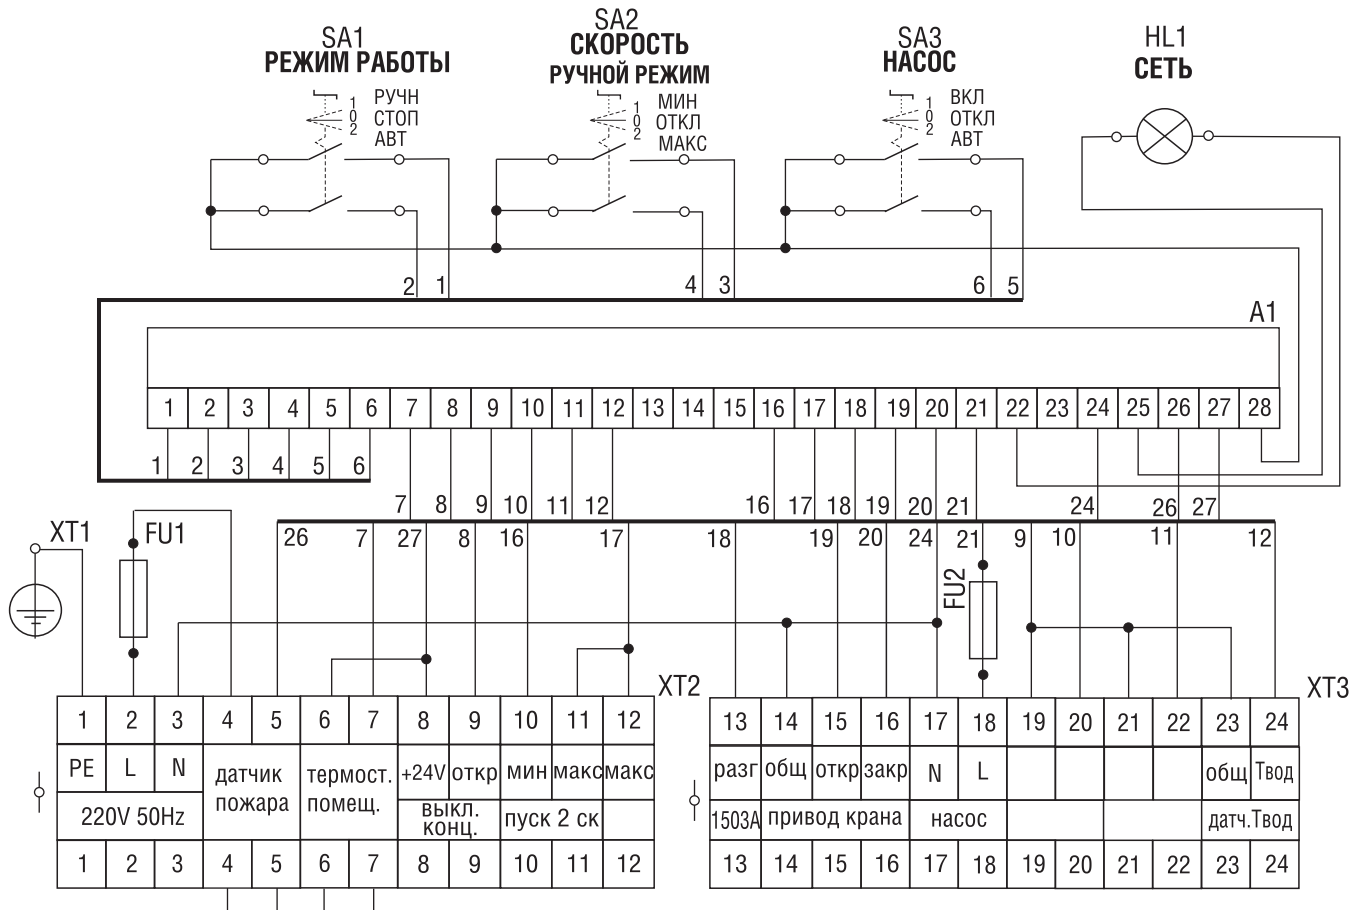 SA1
РЕЖИМ РАБОТЫ
1 РУЧН
0 СТОП
2 АВТ
SA2
СКОРОСТЬ
РУЧНОЙ РЕЖИМ
1 МИН
0 ОТКЛ
2 МАКС
SA3
НАСОС
1 ВКЛ
0 ОТКЛ
2 АВТ
HL1
СЕТЬ
2 1 4 3 6 5
A1
1 2 3 4 5 6 7 8 9 10 11 12 13 14 15 16 17 18 19 20 21 22 23 24 25 26 27 28
1 2 3 4 5 6
7 8 9 10 11 12 16 17 18 19 20 21 24 26 27
XT1
FU1
26 7 27 8 16 17 18 19 20 24 21 9 10 11 12
FU2
XT2
XT3
1 2 3 4 5 6 7 8 9 10 11 12
PE L N датчик пожара термост. помещ. +24V откр мин макс макс
220V 50Hz выкл. конц. пуск 2 ск
1 2 3 4 5 6 7 8 9 10 11 12
13 14 15 16 17 18 19 20 21 22 23 24
разг общ откр закр N L общ Твод
1503А привод крана насос датч.Твод
13 14 15 16 17 18 19 20 21 22 23 24